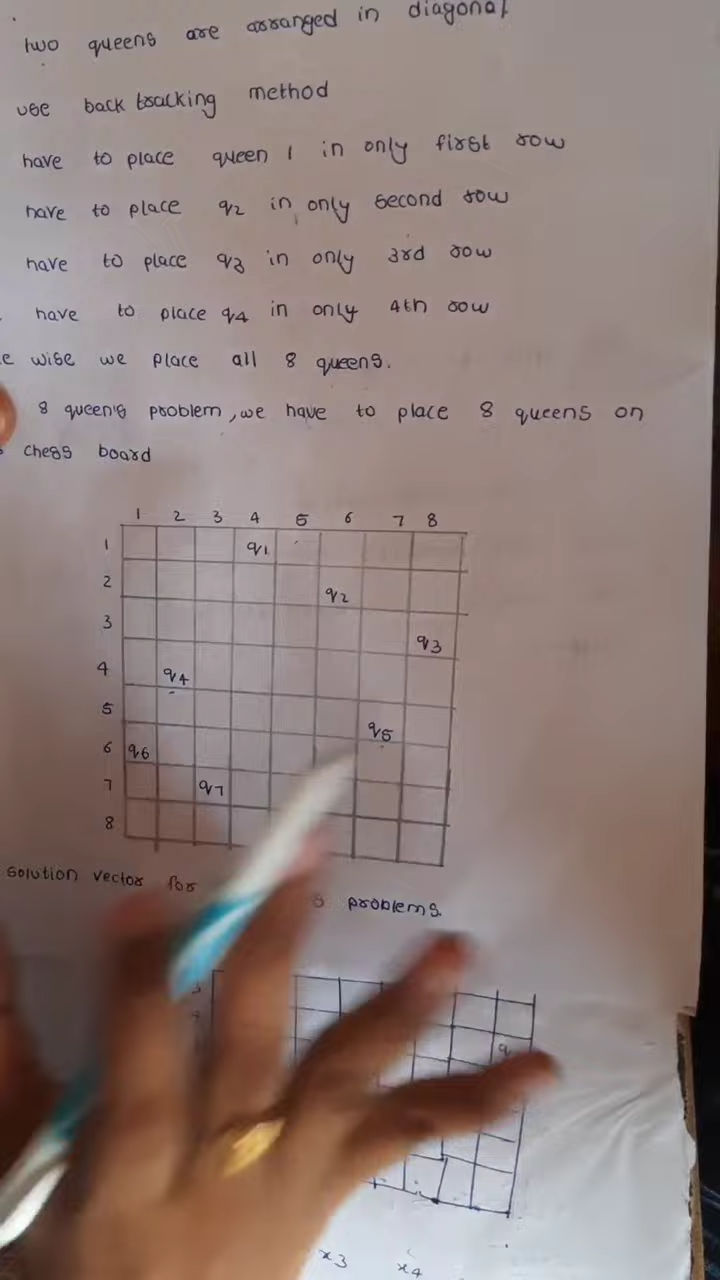 two queens are arranged in diagonal
use back tracking method
have to place queen 1 in only first row
have to place q2 in only second row
have to place q3 in only 3rd row
have to place q4 in only 4th row
wise we place all 8 queens.
8 queen's problem, we have to place 8 queens on
chess board
1 2 3 4 5 6 7 8
1 q1
2 q2
3 q3
4 q4
5 q5
6 q6
7 q7
8
solution vector for problems.
q
x3 x4